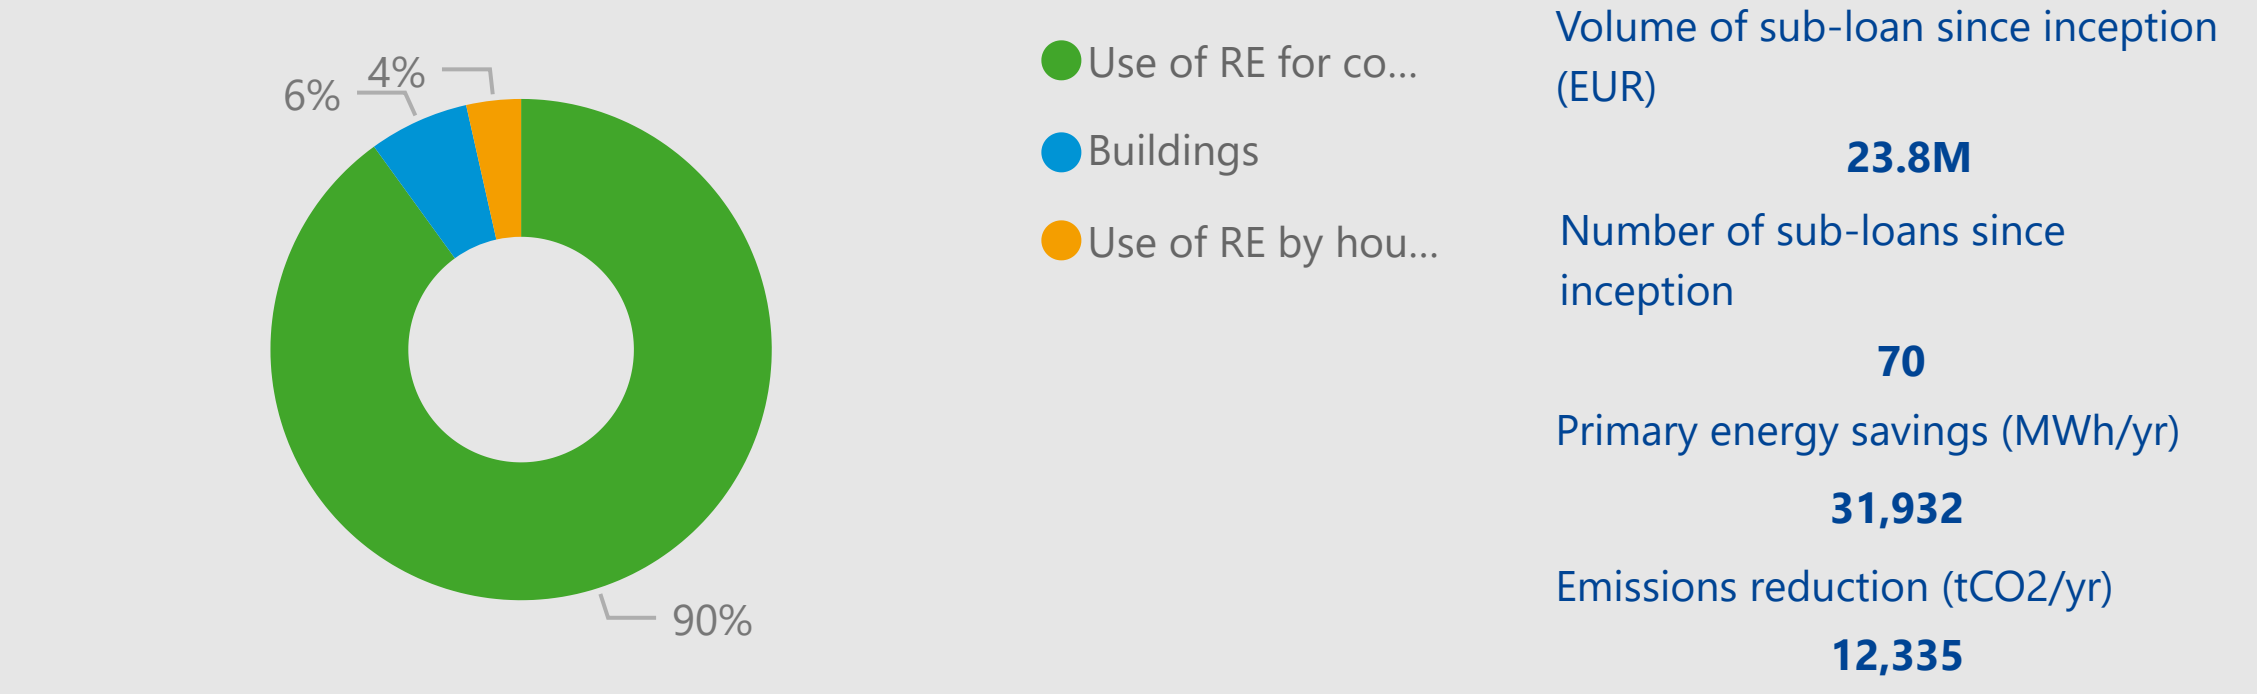 4%
6%
90%
Use of RE for co...
Buildings
Use of RE by hou...
Volume of sub-loan since inception
(EUR)
23.8M
Number of sub-loans since
inception
70
Primary energy savings (MWh/yr)
31,932
Emissions reduction (tCO2/yr)
12,335